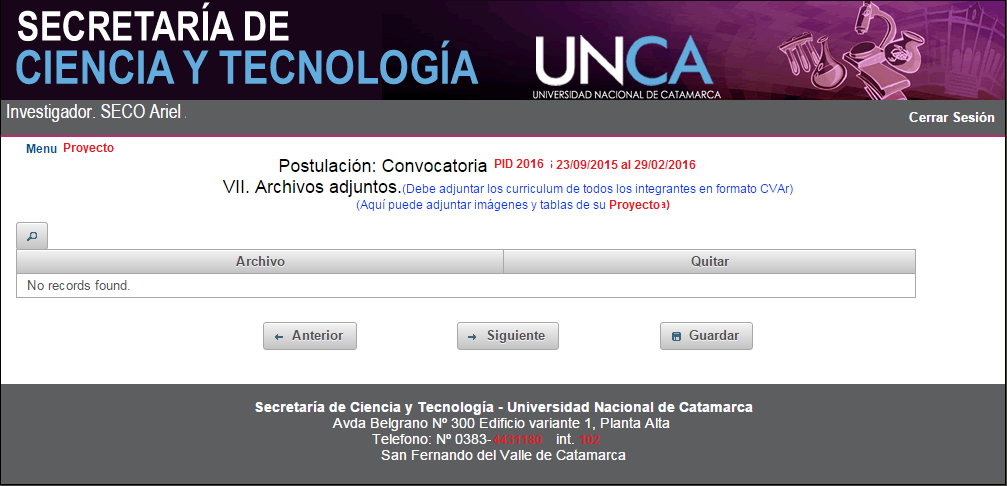 SECRETARÍA DE
CIENCIA Y TECNOLOGÍA
UNCA
UNIVERSIDAD NACIONAL DE CATAMARCA
Investigador. SECO Ariel
Cerrar Sesión
Menu Proyecto
Postulación: Convocatoria PID 2016 23/09/2015 al 29/02/2016
VII. Archivos adjuntos.(Debe adjuntar los curriculum de todos los integrantes en formato CVAr)
(Aquí puede adjuntar imágenes y tablas de su Proyecto)
Archivo Quitar
No records found.
Anterior Siguiente Guardar
Secretaría de Ciencia y Tecnología - Universidad Nacional de Catamarca
Avda Belgrano Nº 300 Edificio variante 1, Planta Alta
Telefono: Nº 0383- int. 102
San Fernando del Valle de Catamarca